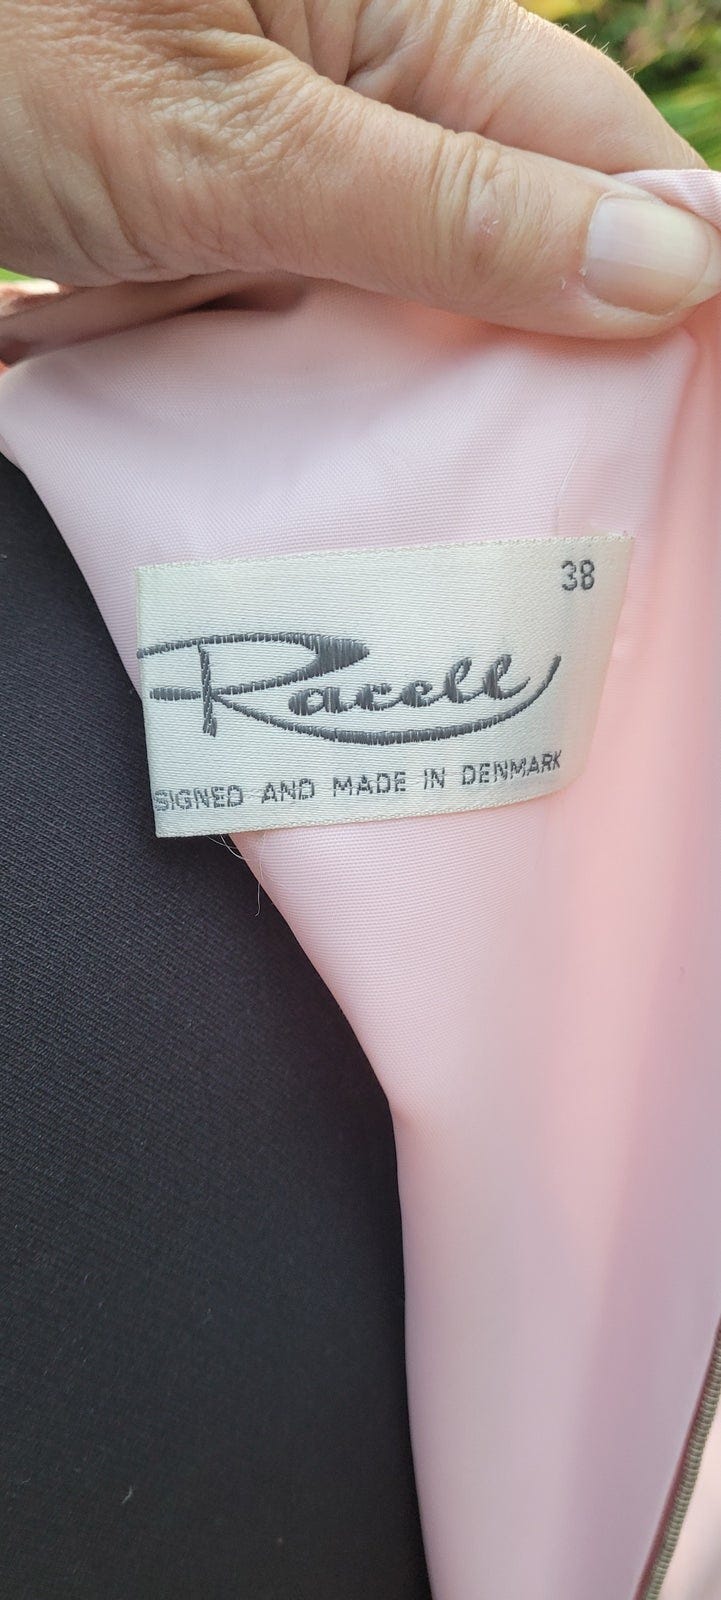 38
Racell
SIGNED AND MADE IN DENMARK